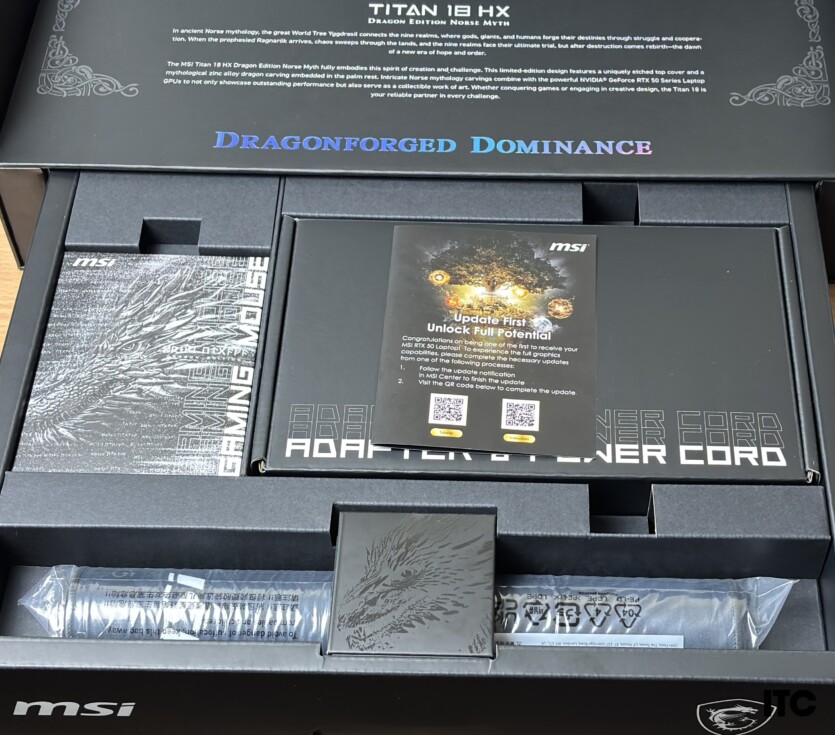 TITAN 18 HX
DRAGON EDITION NORSE MYTH
In ancient Norse mythology, the great World Tree Yggdrasil connects the nine realms, where gods, giants, and humans forge their destinies through struggle and coopera-
tion. When the prophesied Ragnarök arrives, chaos sweeps through the lands, and the nine realms face their ultimate trial, but after destruction comes rebirth—the dawn
of a new era of hope and order.
The MSI Titan 18 HX Dragon Edition Norse Myth fully embodies this spirit of creation and challenge. This limited-edition design features a uniquely etched top cover and a
mythological zinc alloy dragon carving embedded in the palm rest. Intricate Norse mythology carvings combine with the powerful NVIDIA® GeForce RTX 50 Series Laptop
GPUs to not only showcase outstanding performance but also serve as a collectible work of art. Whether conquering games or engaging in creative design, the Titan 18 is
your reliable partner in every challenge.
DRAGONFORGED DOMINANCE
msi
GAMING MOUSE
msi
Update First
Unlock Full Potential
Congratulations on being one of the first to receive your
MSI RTX 50 Laptop! To experience the full graphics
capabilities, please complete the necessary updates
from one of the following processes:
1. Follow the update notification
in MSI Center to finish the update
2. Visit the QR code below to complete the update.
ADAPTER & POWER CORD
To avoid danger of suffocation, keep this bag away
msi
ITC